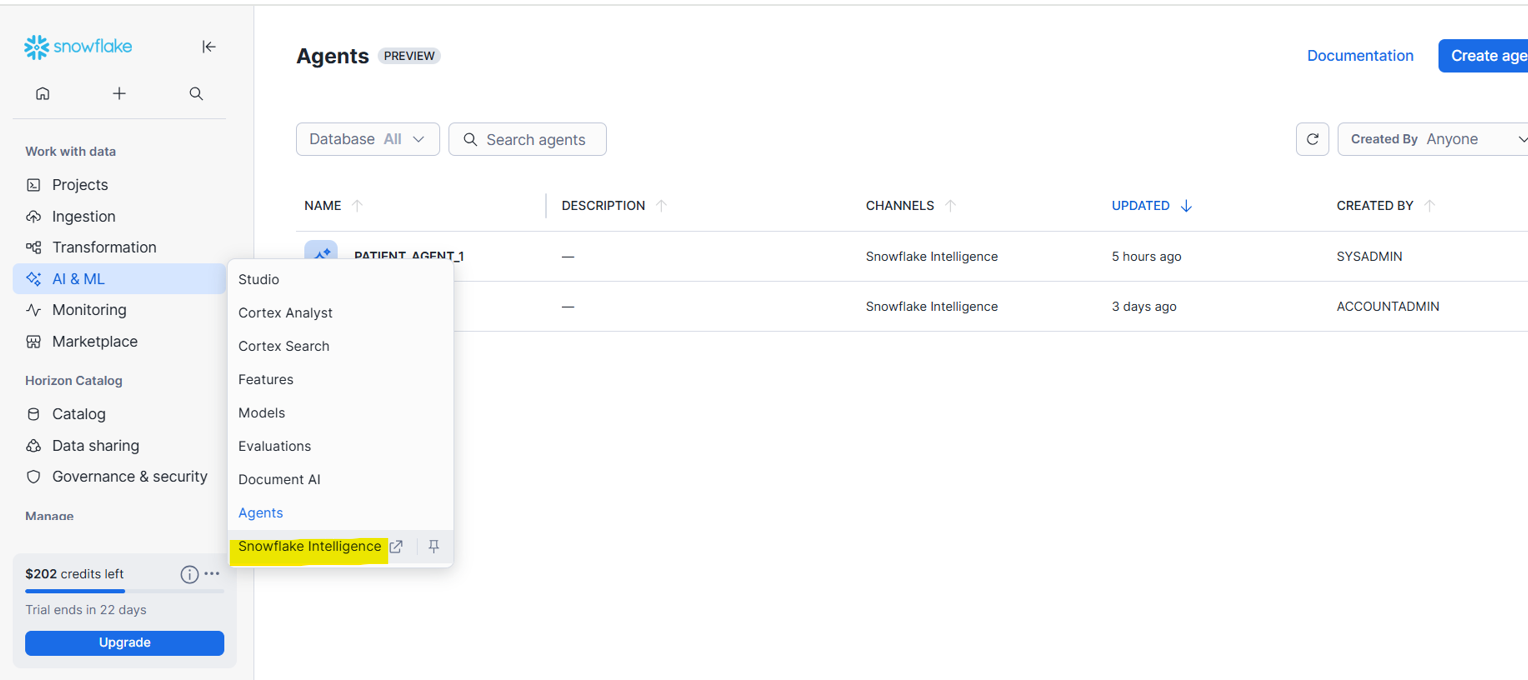 snowflake
Agents PREVIEW
Documentation
Create age
Database All
Search agents
Created By Anyone
NAME DESCRIPTION CHANNELS UPDATED CREATED BY
PATIENT_AGENT_1 — Snowflake Intelligence 5 hours ago SYSADMIN
— Snowflake Intelligence 3 days ago ACCOUNTADMIN
Work with data
Projects
Ingestion
Transformation
AI & ML
Monitoring
Marketplace
Horizon Catalog
Catalog
Data sharing
Governance & security
Manage
Studio
Cortex Analyst
Cortex Search
Features
Models
Evaluations
Document AI
Agents
Snowflake Intelligence
$202 credits left
Trial ends in 22 days
Upgrade